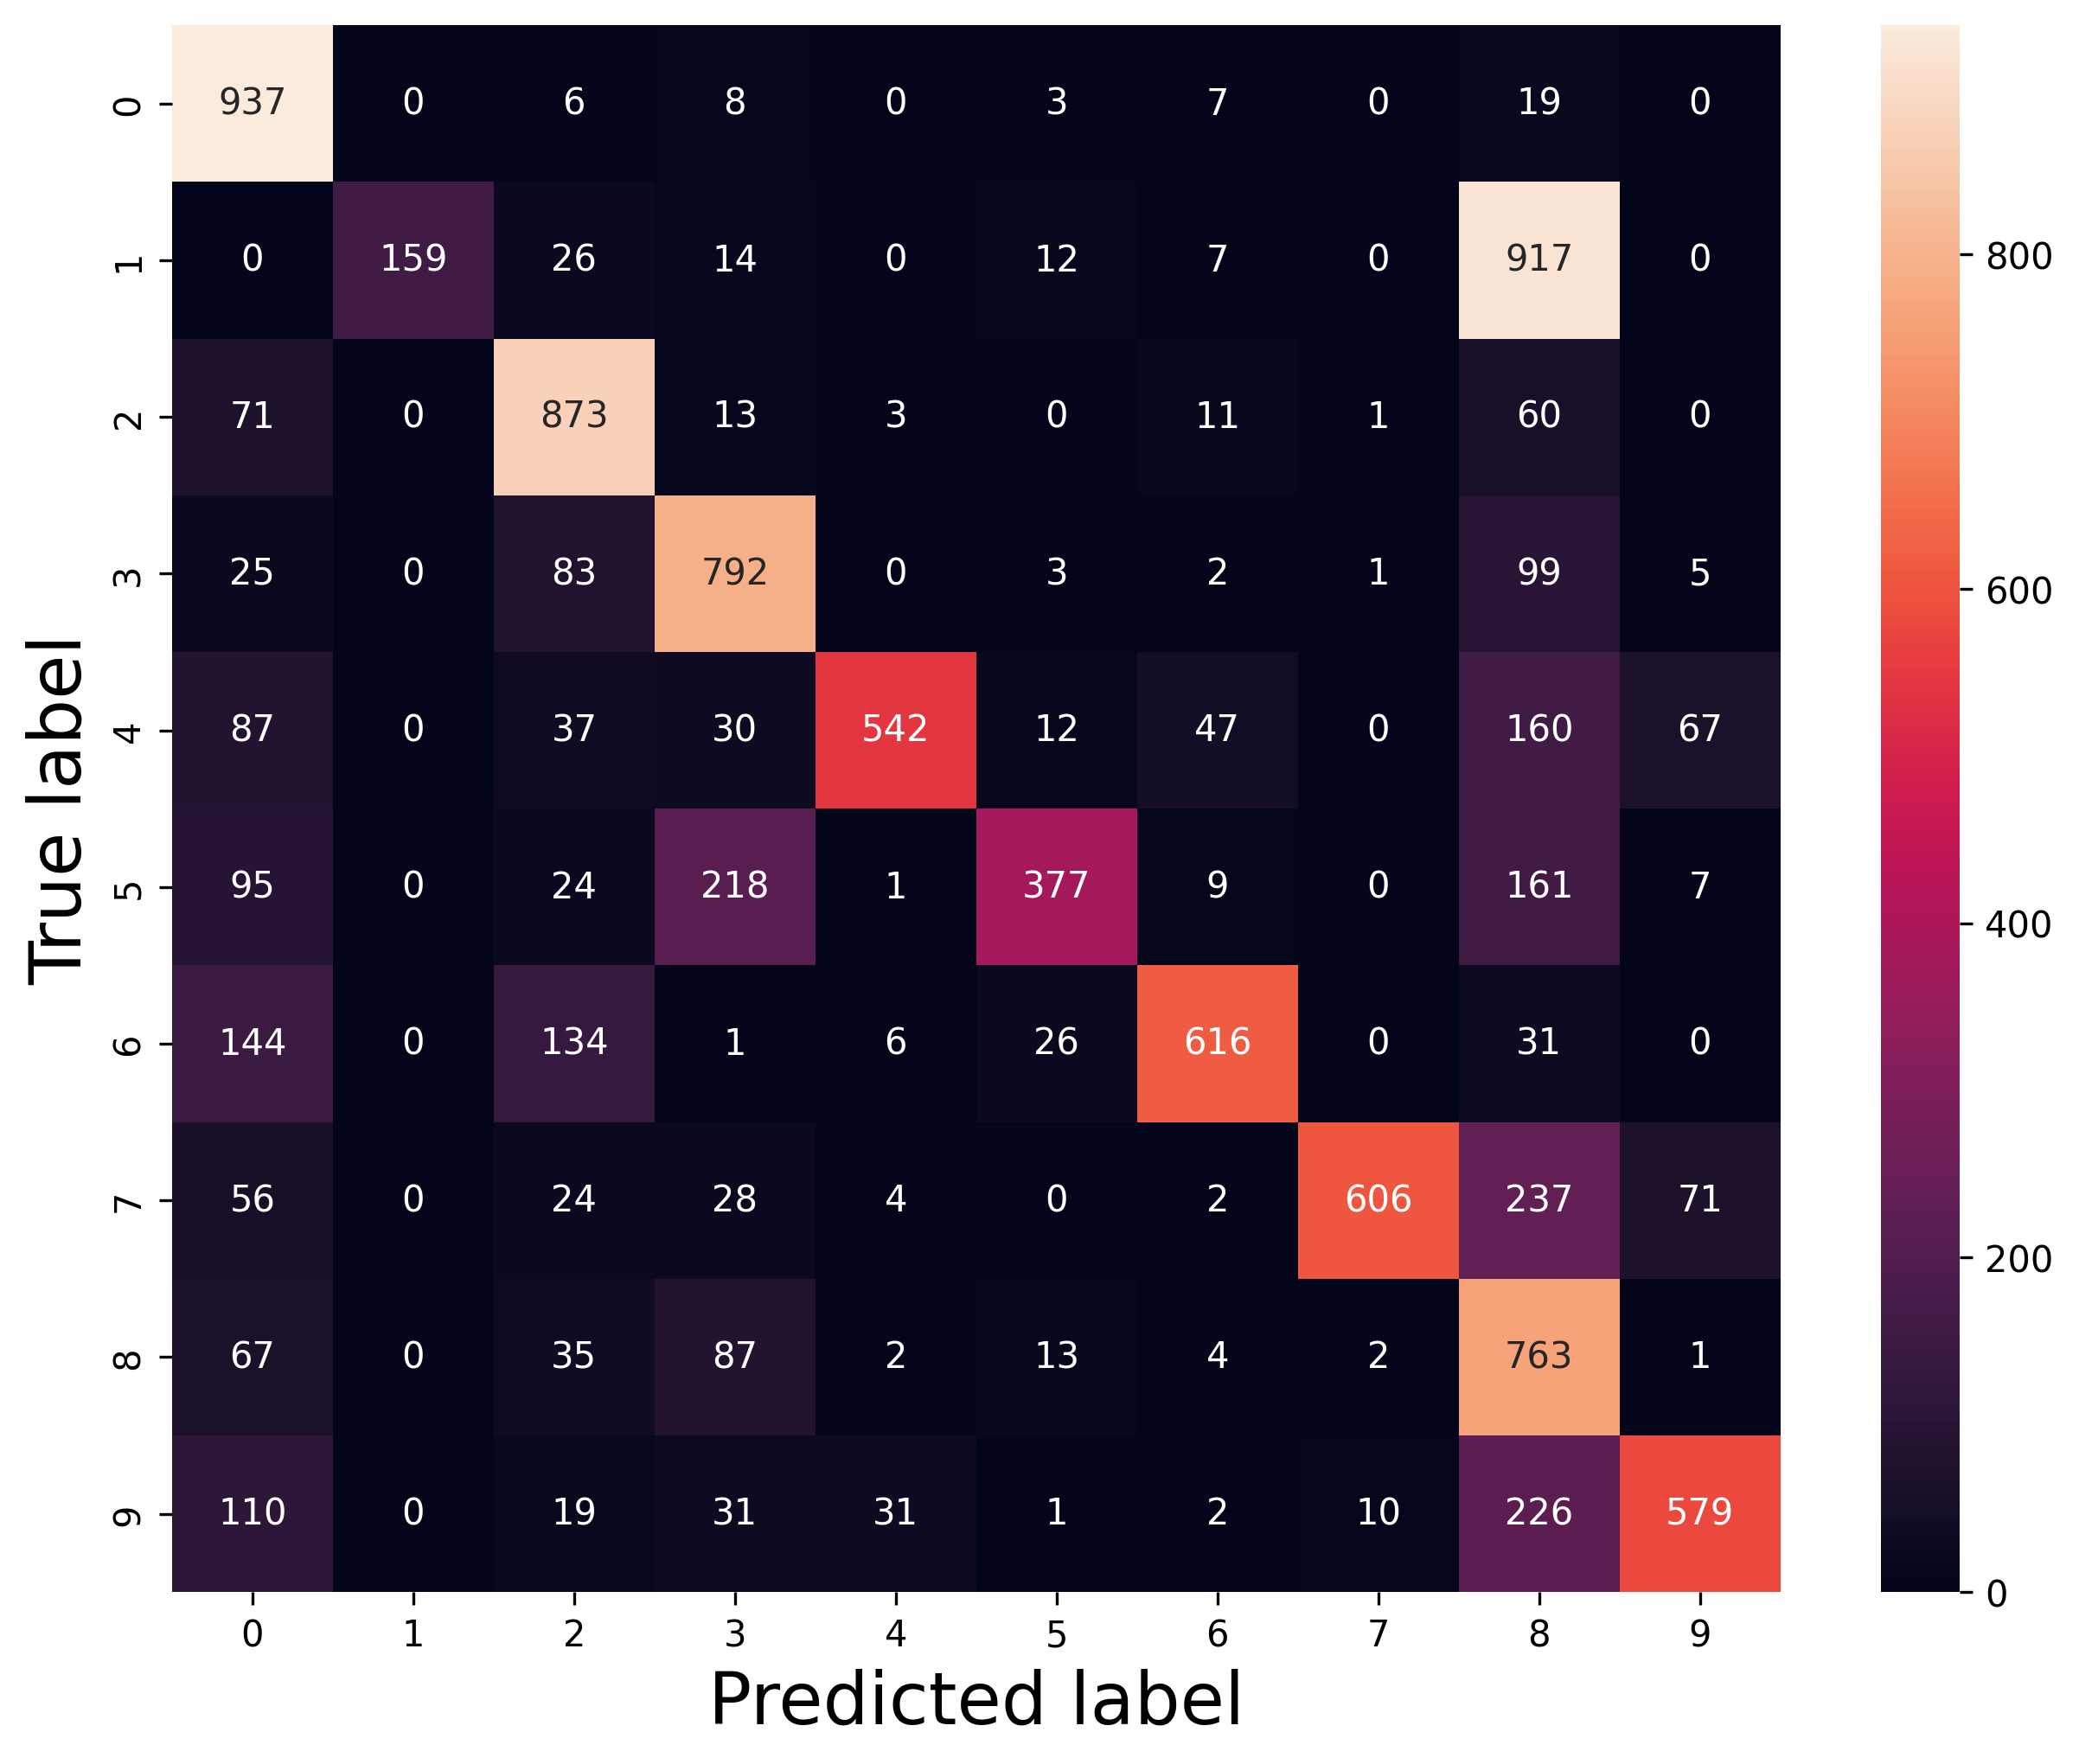 0 937 0 6 8 0 3 7 0 19 0
1 0 159 26 14 0 12 7 0 917 0
2 71 0 873 13 3 0 11 1 60 0
3 25 0 83 792 0 3 2 1 99 5
4 87 0 37 30 542 12 47 0 160 67
5 95 0 24 218 1 377 9 0 161 7
6 144 0 134 1 6 26 616 0 31 0
7 56 0 24 28 4 0 2 606 237 71
8 67 0 35 87 2 13 4 2 763 1
9 110 0 19 31 31 1 2 10 226 579
0 1 2 3 4 5 6 7 8 9
Predicted label
True label
800
600
400
200
0